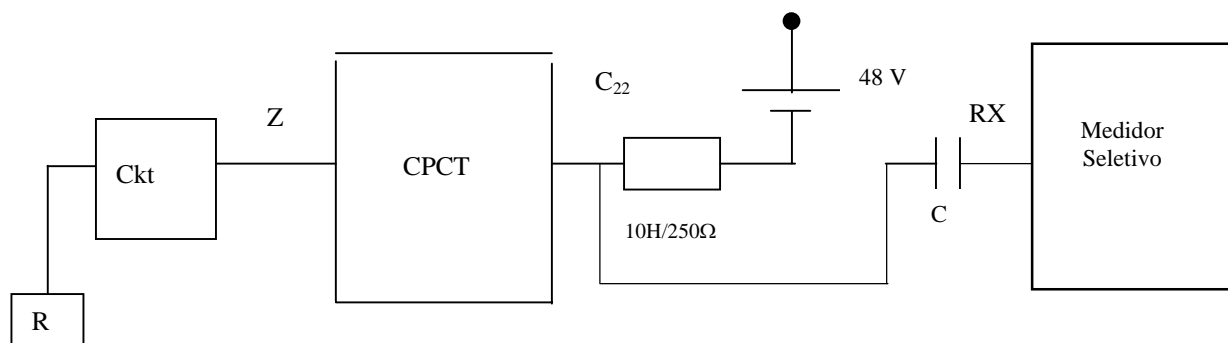 C₂₂
48 V
Z
RX
Medidor
Seletivo
Ckt
CPCT
C
10H/250Ω
R